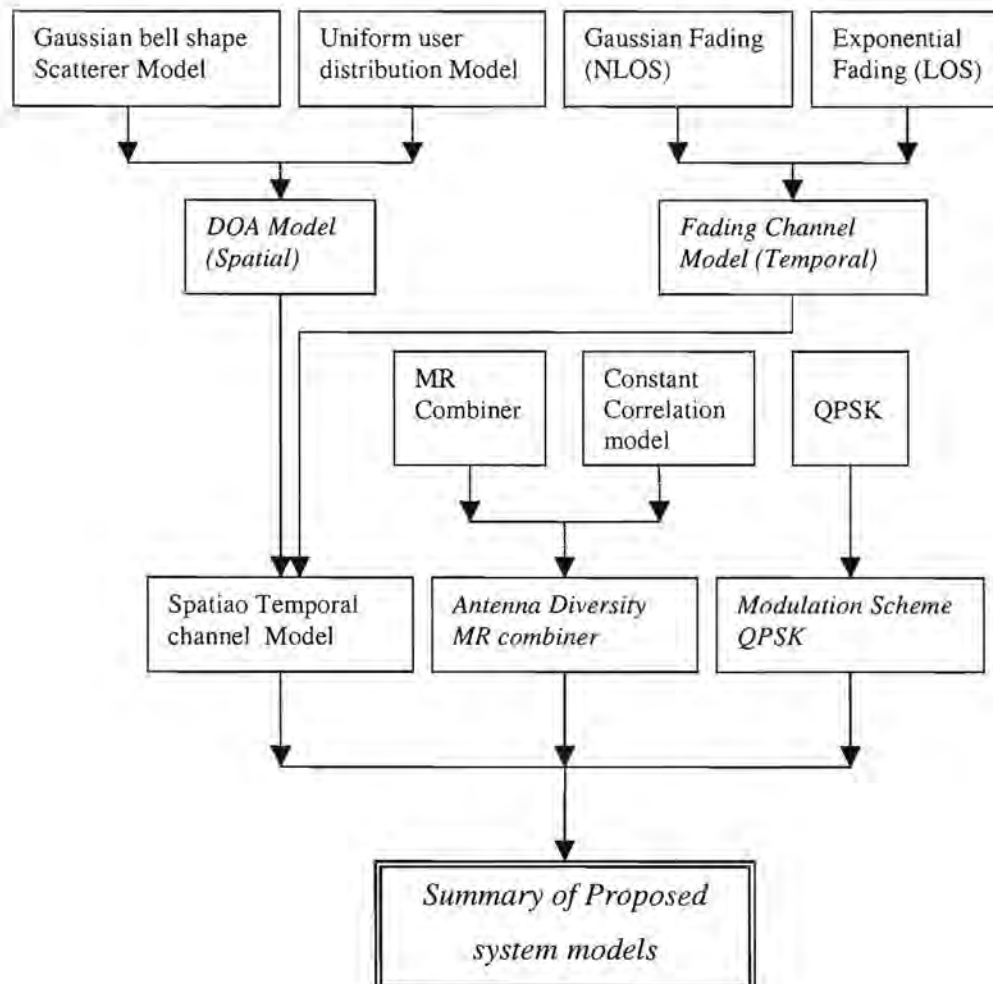 Gaussian bell shape
Scatterer Model
Uniform user
distribution Model
Gaussian Fading
(NLOS)
Exponential
Fading (LOS)
DOA Model
(Spatial)
Fading Channel
Model (Temporal)
MR
Combiner
Constant
Correlation
model
QPSK
Spatiao Temporal
channel Model
Antenna Diversity
MR combiner
Modulation Scheme
QPSK
Summary of Proposed
system models